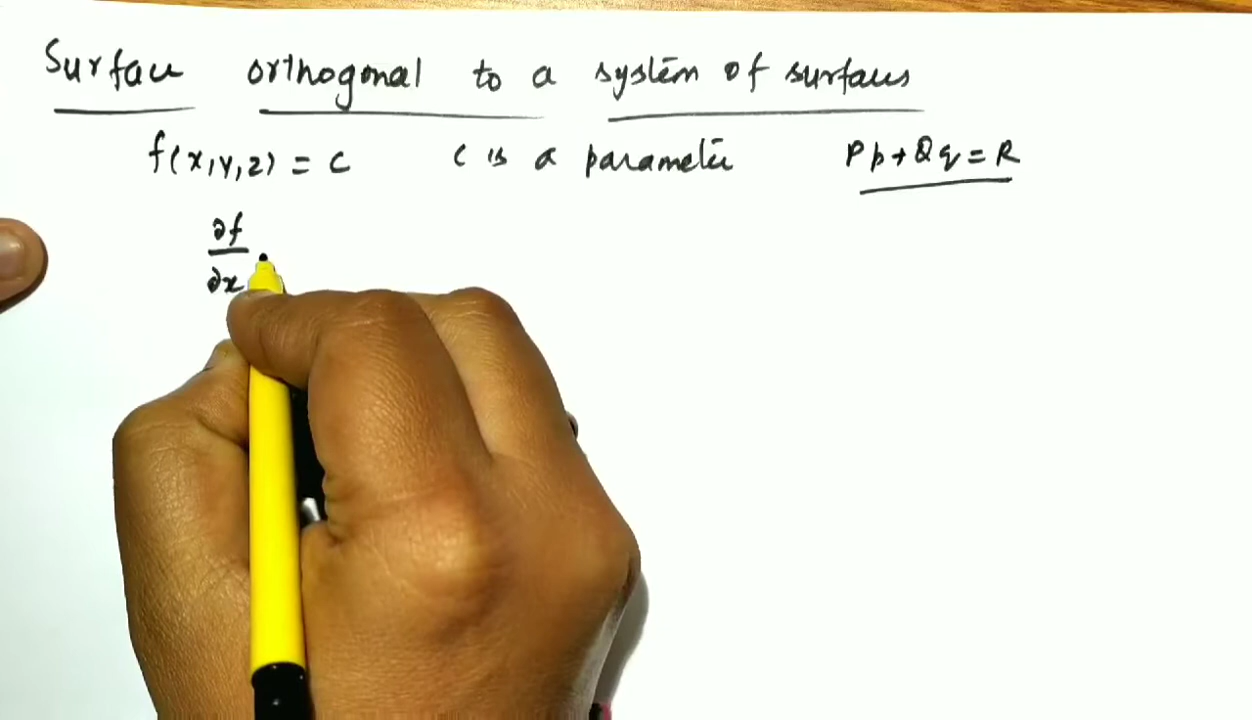 Surface orthogonal to a system of surfaces
f(x,y,z) = c c is a parameter Pp+Qq=R
∂f
∂x